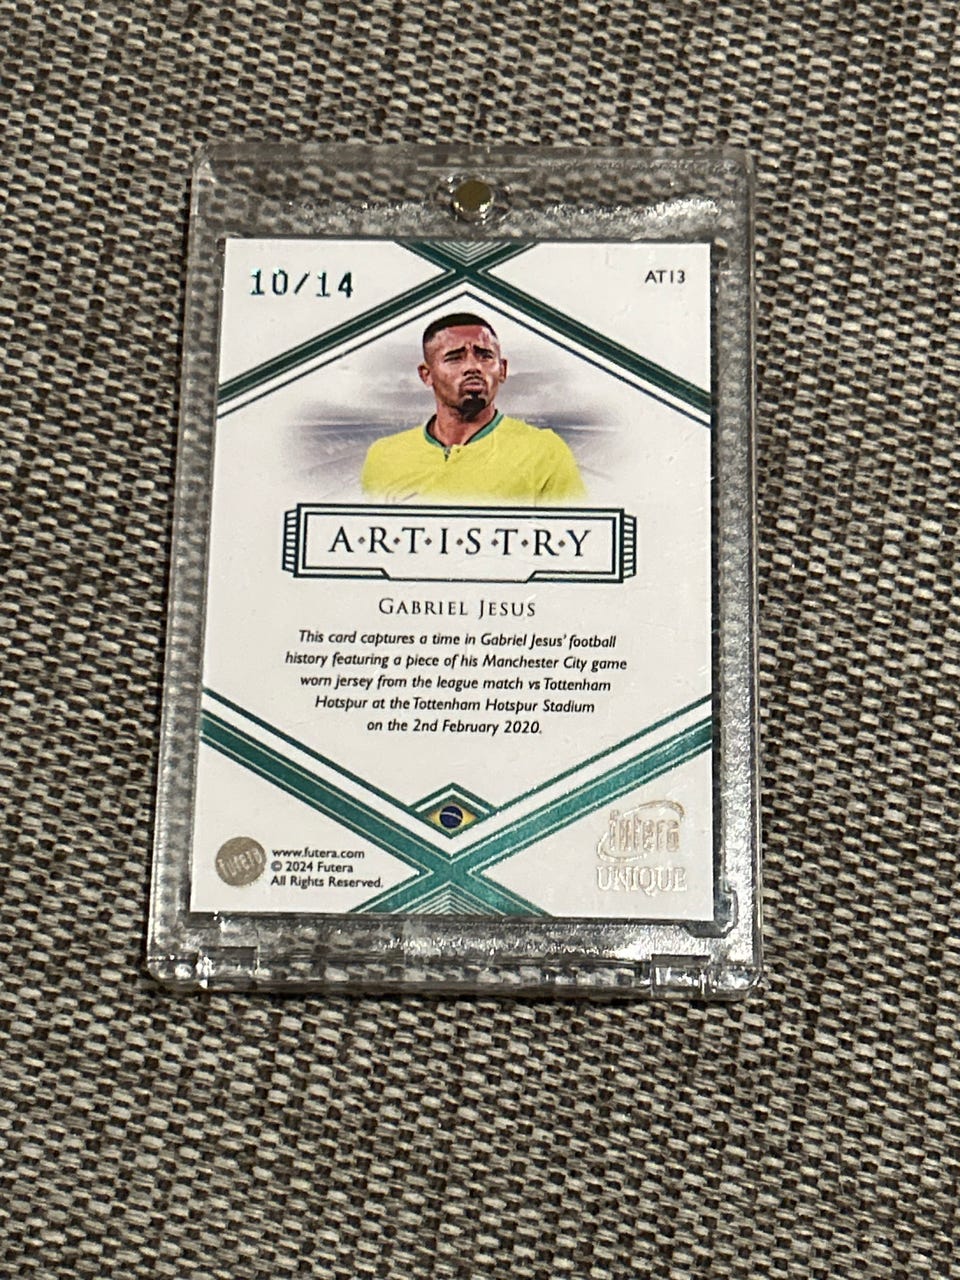 10/14
AT13
A·R·T·I·S·T·R·Y
GABRIEL JESUS
This card captures a time in Gabriel Jesus' football
history featuring a piece of his Manchester City game
worn jersey from the league match vs Tottenham
Hotspur at the Tottenham Hotspur Stadium
on the 2nd February 2020.
futera
UNIQUE
futera
www.futera.com
© 2024 Futera
All Rights Reserved.